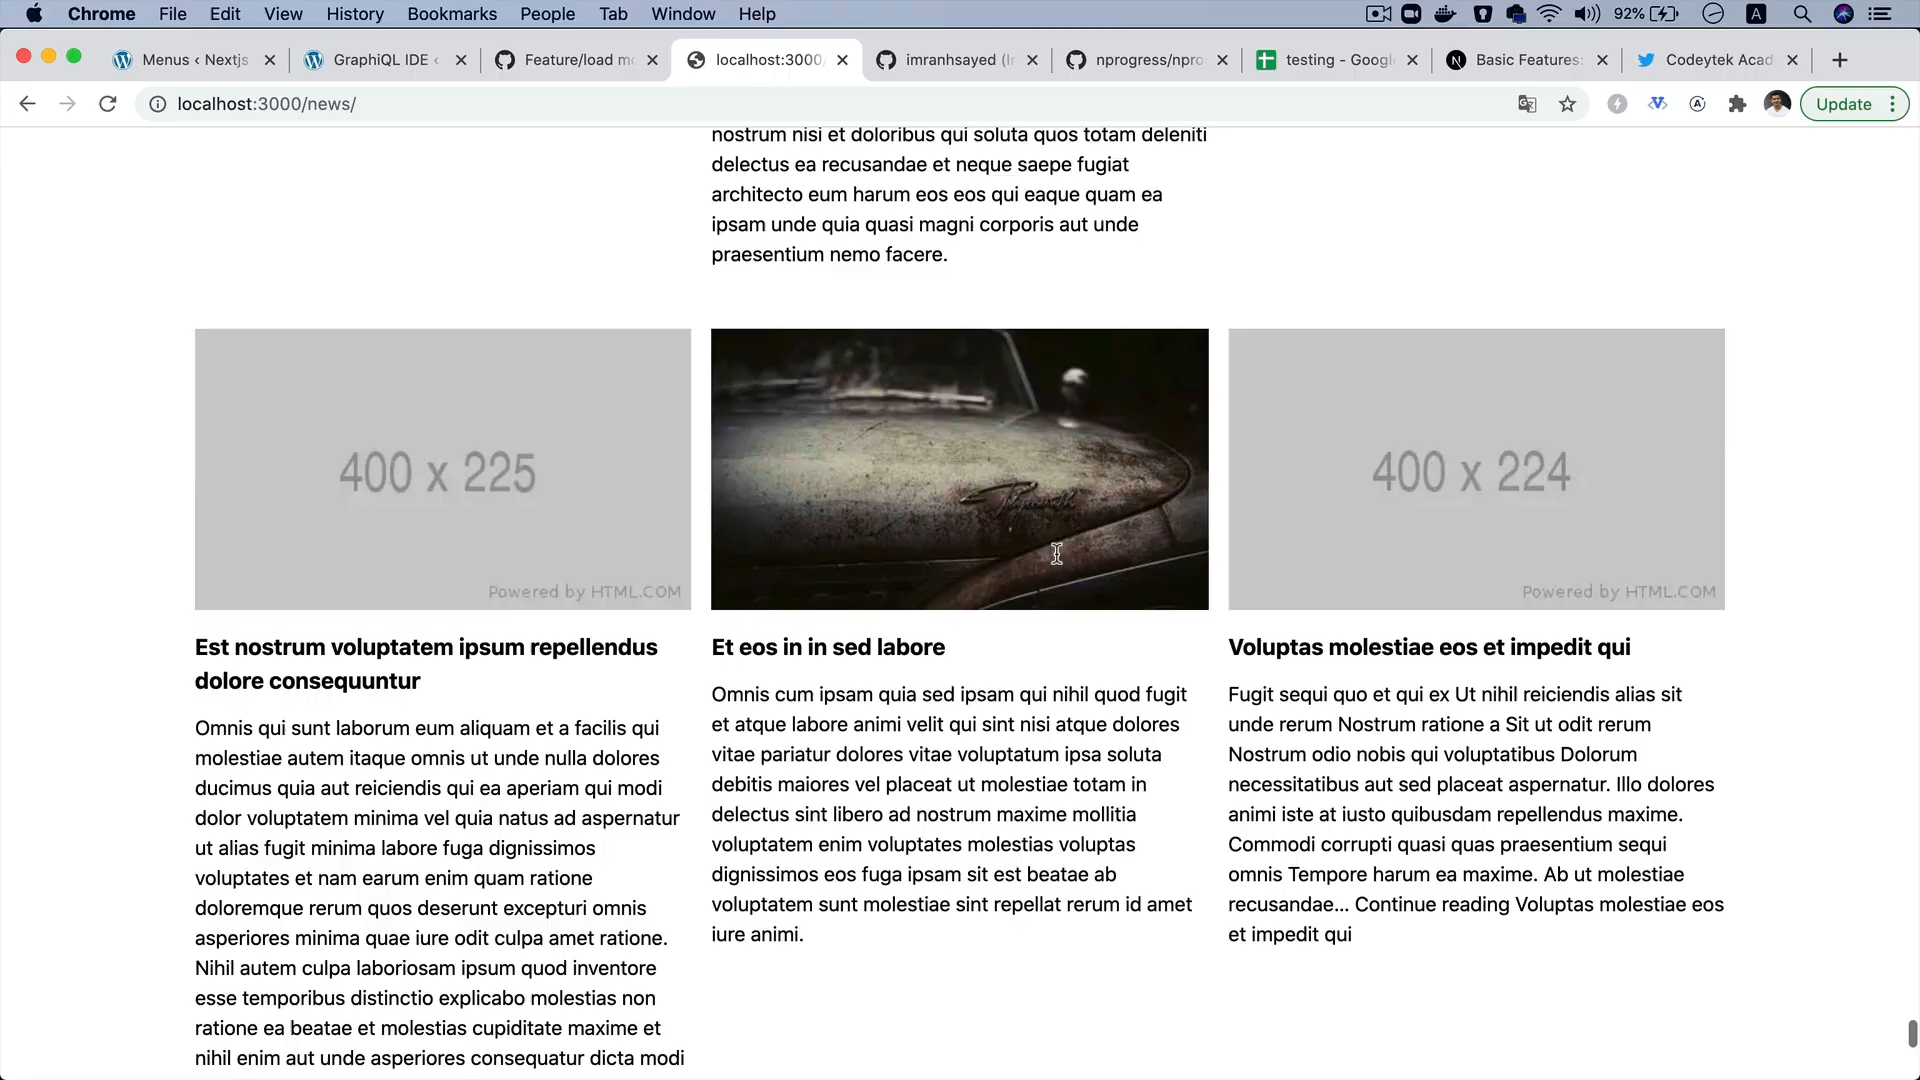 Chrome File Edit View History Bookmarks People Tab Window Help 92% A
Menus ‹ Nextjs GraphiQL IDE ‹ Feature/load mo localhost:3000/ imranhsayed (Ir nprogress/npro testing - Googl Basic Features: Codeytek Acad
localhost:3000/news/ Update
nostrum nisi et doloribus qui soluta quos totam deleniti
delectus ea recusandae et neque saepe fugiat
architecto eum harum eos eos qui eaque quam ea
ipsam unde quia quasi magni corporis aut unde
praesentium nemo facere.
400 x 225
Powered by HTML.COM
Plymouth
400 x 224
Powered by HTML.COM
Est nostrum voluptatem ipsum repellendus
dolore consequuntur
Omnis qui sunt laborum eum aliquam et a facilis qui
molestiae autem itaque omnis ut unde nulla dolores
ducimus quia aut reiciendis qui ea aperiam qui modi
dolor voluptatem minima vel quia natus ad aspernatur
ut alias fugit minima labore fuga dignissimos
voluptates et nam earum enim quam ratione
doloremque rerum quos deserunt excepturi omnis
asperiores minima quae iure odit culpa amet ratione.
Nihil autem culpa laboriosam ipsum quod inventore
esse temporibus distinctio explicabo molestias non
ratione ea beatae et molestias cupiditate maxime et
nihil enim aut unde asperiores consequatur dicta modi
Et eos in in sed labore
Omnis cum ipsam quia sed ipsam qui nihil quod fugit
et atque labore animi velit qui sint nisi atque dolores
vitae pariatur dolores vitae voluptatum ipsa soluta
debitis maiores vel placeat ut molestiae totam in
delectus sint libero ad nostrum maxime mollitia
voluptatem enim voluptates molestias voluptas
dignissimos eos fuga ipsam sit est beatae ab
voluptatem sunt molestiae sint repellat rerum id amet
iure animi.
Voluptas molestiae eos et impedit qui
Fugit sequi quo et qui ex Ut nihil reiciendis alias sit
unde rerum Nostrum ratione a Sit ut odit rerum
Nostrum odio nobis qui voluptatibus Dolorum
necessitatibus aut sed placeat aspernatur. Illo dolores
animi iste at iusto quibusdam repellendus maxime.
Commodi corrupti quasi quas praesentium sequi
omnis Tempore harum ea maxime. Ab ut molestiae
recusandae... Continue reading Voluptas molestiae eos
et impedit qui